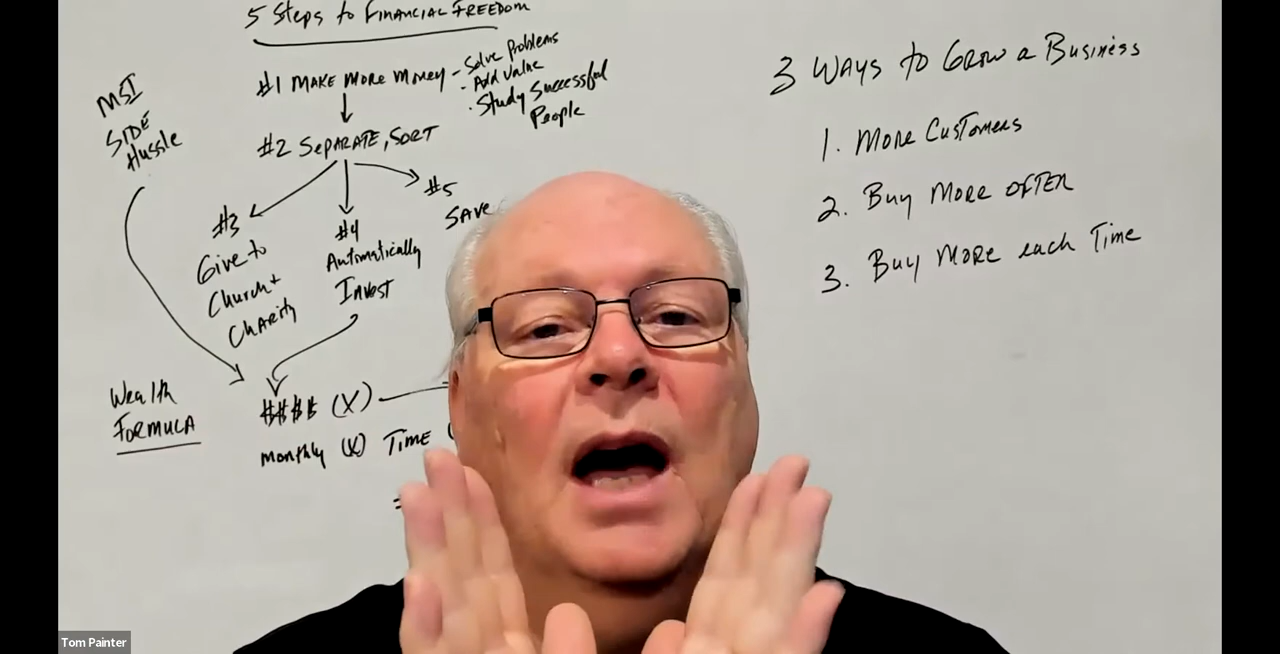 5 Steps to Financial Freedom
#1 Make More Money - Solve Problems
- Add Value
- Study Successful
People
MSI
SIDE
Hussle
#2 Separate, Sort
#3
Give to
Church +
Charity
#4
Automatically
Invest
#5
Save
Wealth
Formula
$$$$ (X)
monthly (X) Time
3 Ways to Grow a Business
1. More Customers
2. Buy More OFTEN
3. Buy More each Time
Tom Painter